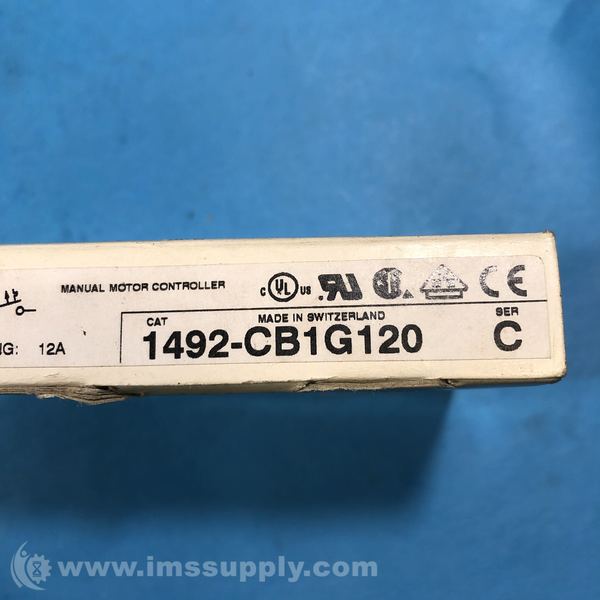 MANUAL MOTOR CONTROLLER
C UL US
CE
CAT
MADE IN SWITZERLAND
SER
1492-CB1G120
C
12A
www.imssupply.com